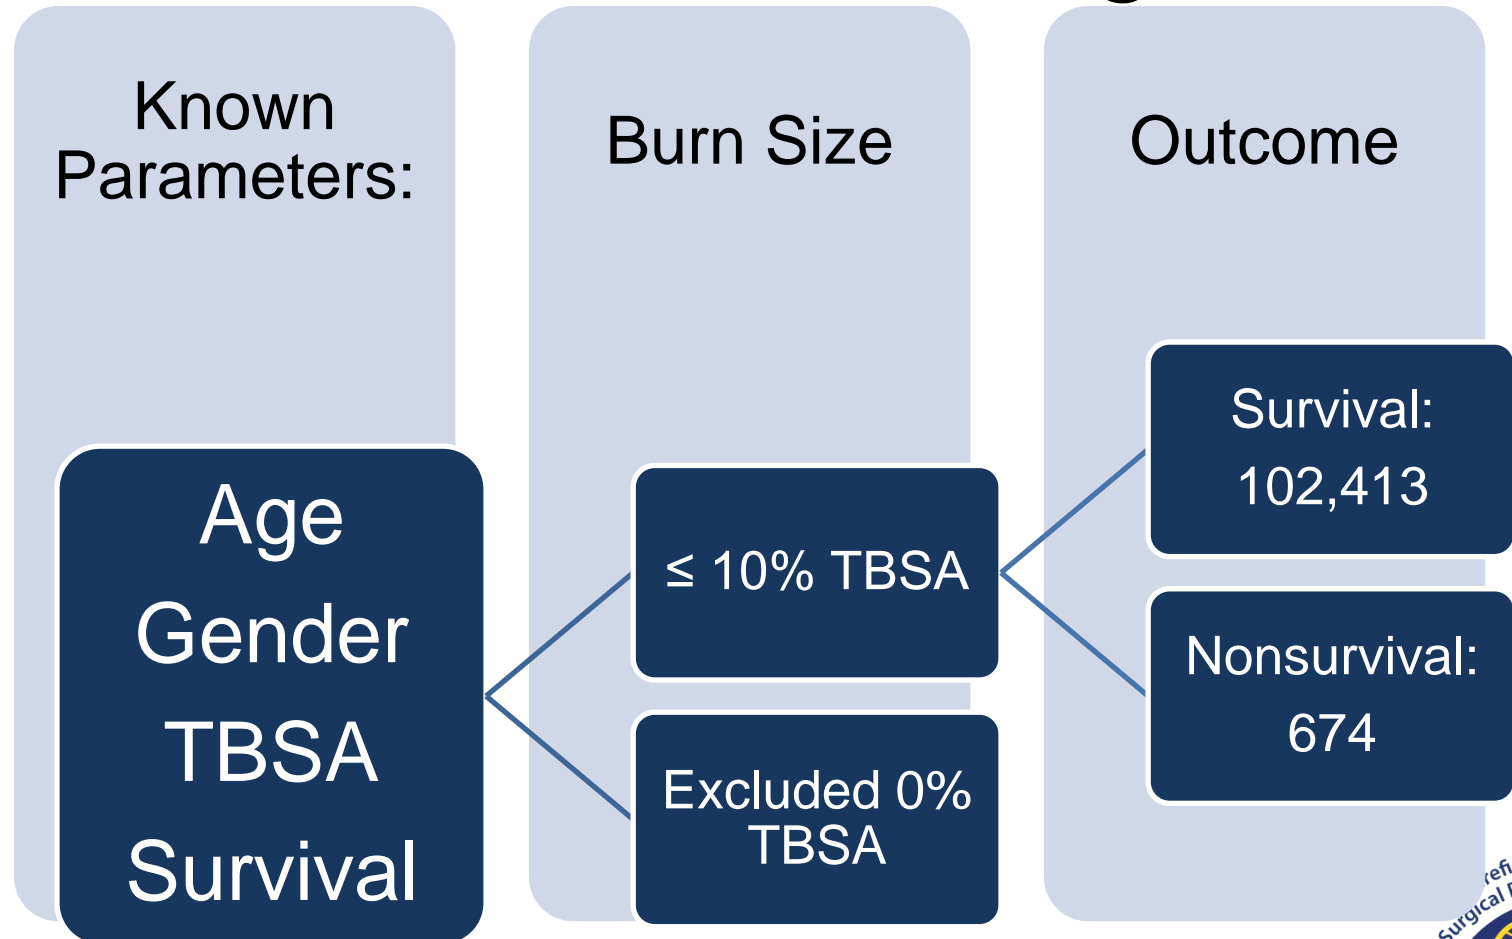 Known
Parameters:
Burn Size
Outcome
Age
Gender
TBSA
Survival
≤ 10% TBSA
Excluded 0%
TBSA
Survival:
102,413
Nonsurvival:
674